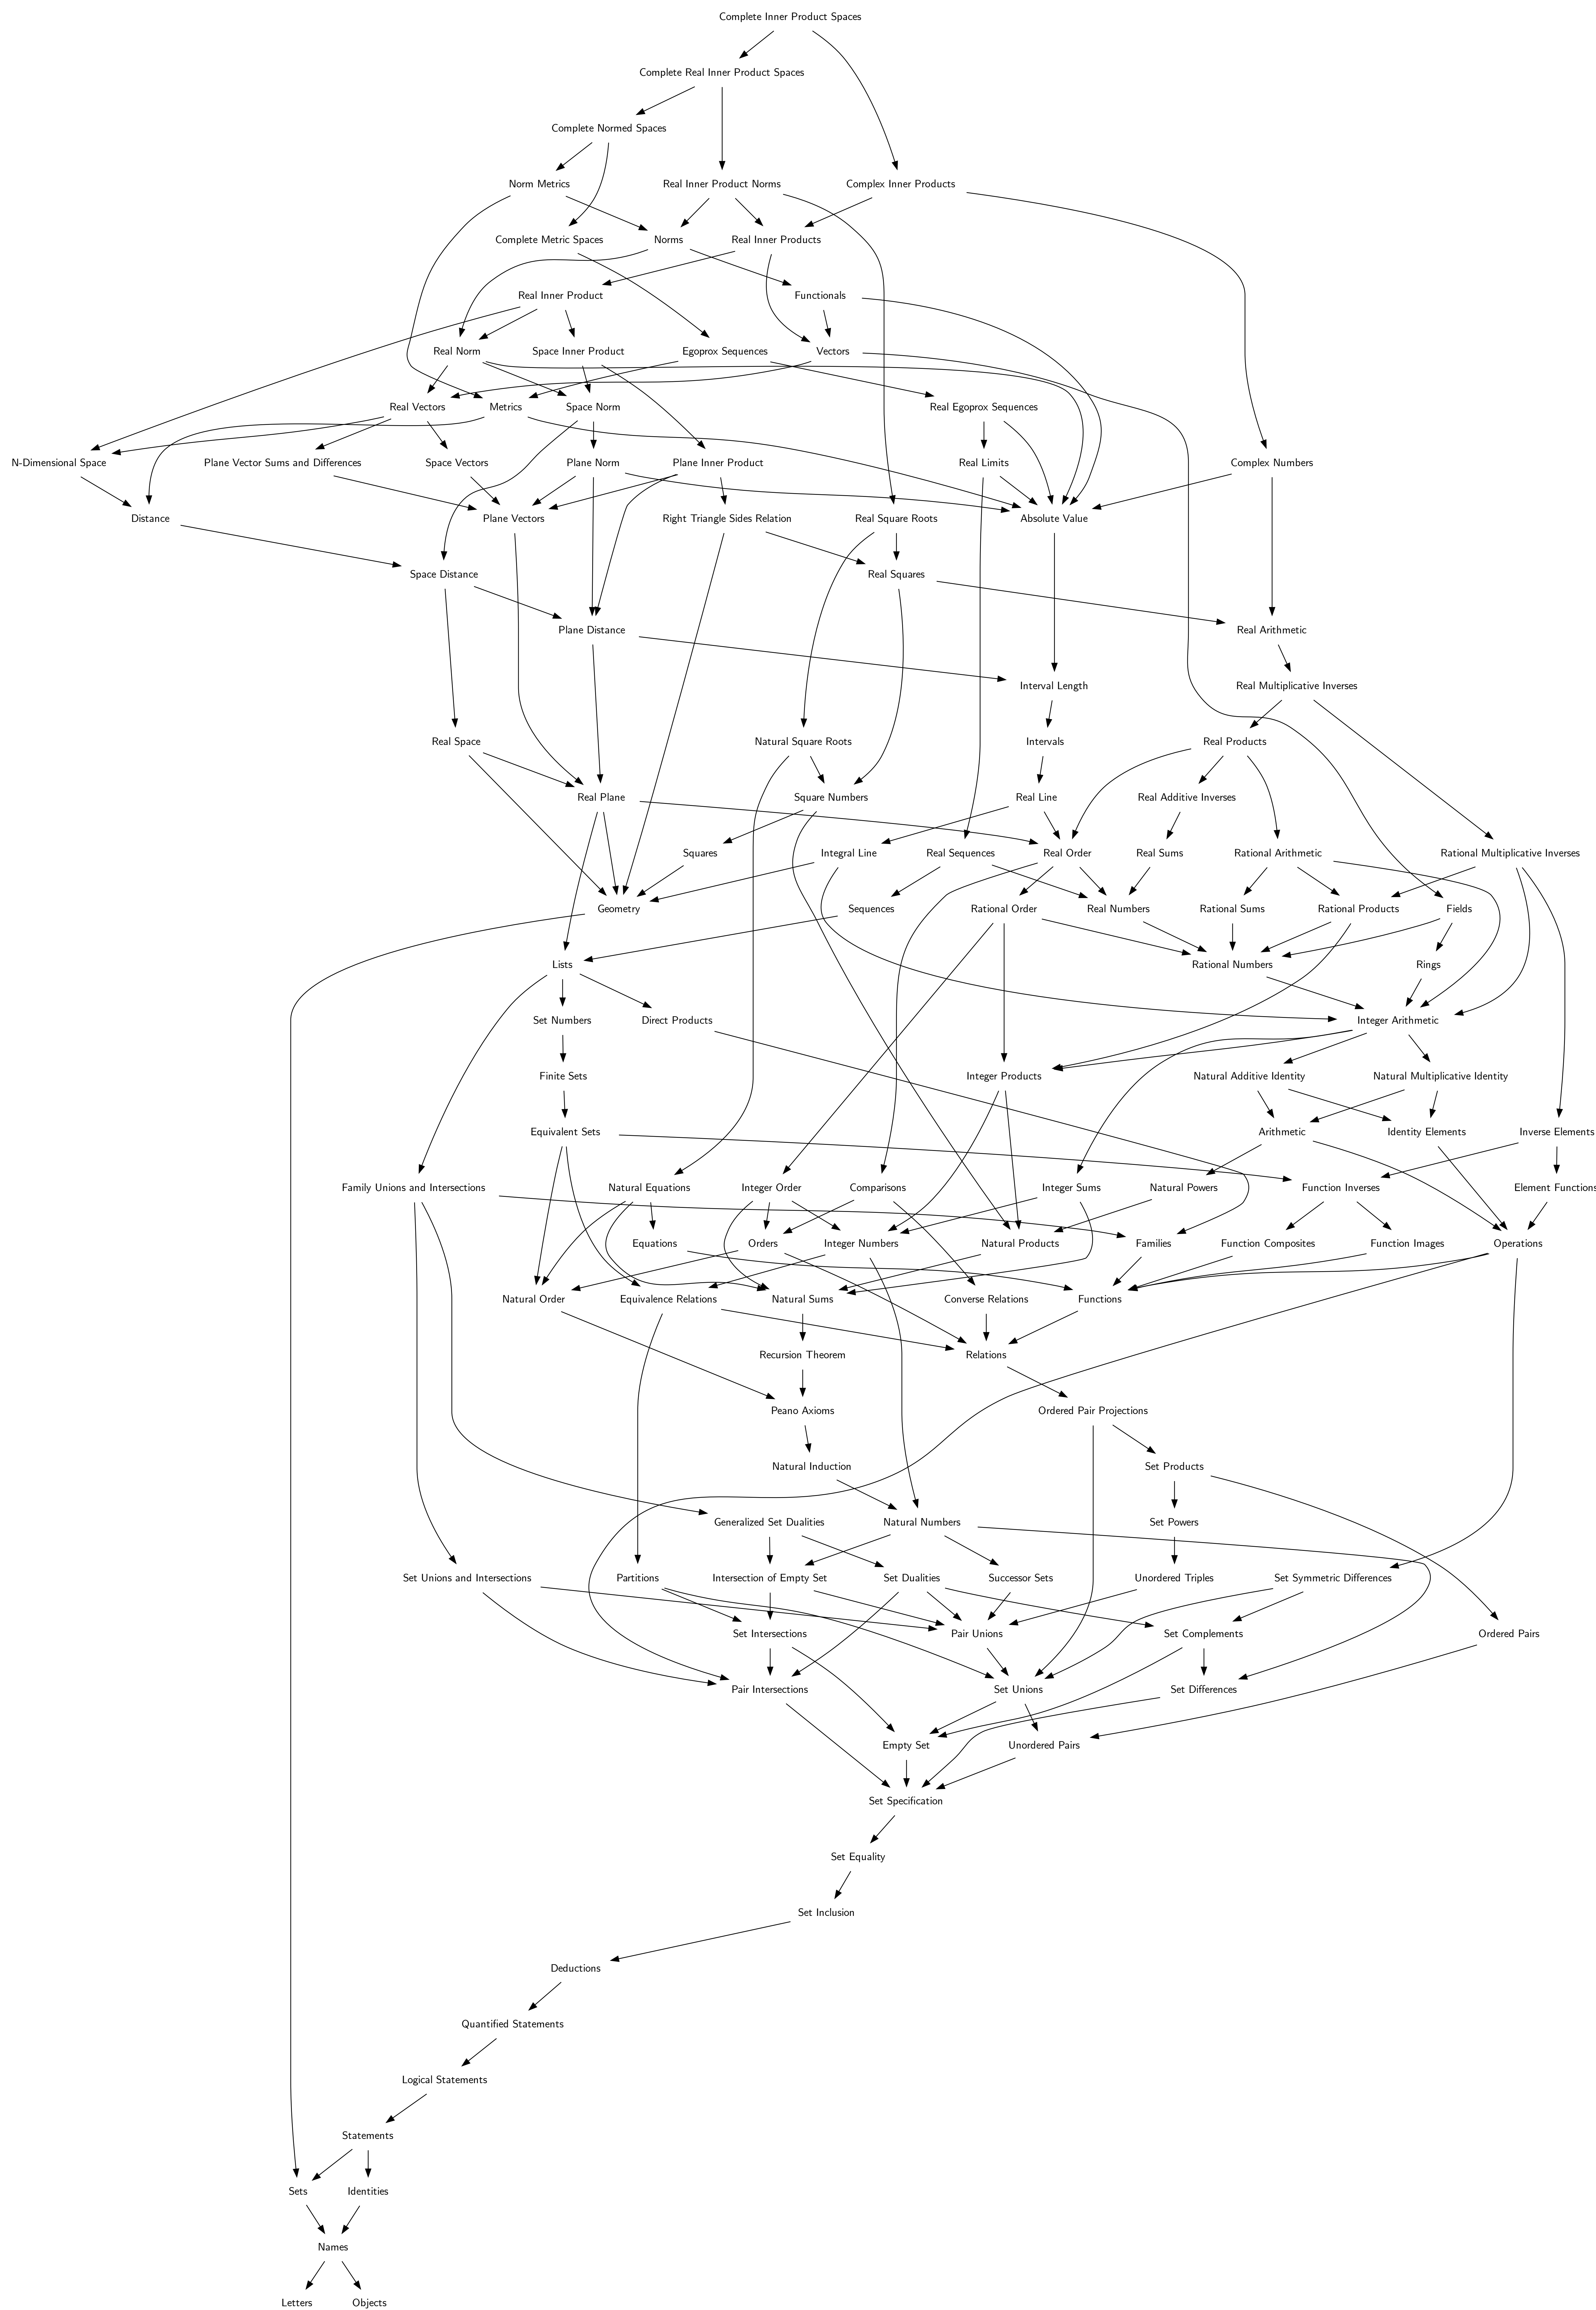 Complete Inner Product Spaces
Complete Real Inner Product Spaces
Complete Normed Spaces
Norm Metrics
Real Inner Product Norms
Complex Inner Products
Complete Metric Spaces
Norms
Real Inner Products
Real Inner Product
Functionals
Real Norm
Space Inner Product
Egoprox Sequences
Vectors
Real Vectors
Metrics
Space Norm
Real Egoprox Sequences
N-Dimensional Space
Plane Vector Sums and Differences
Space Vectors
Plane Norm
Plane Inner Product
Real Limits
Complex Numbers
Distance
Plane Vectors
Right Triangle Sides Relation
Real Square Roots
Absolute Value
Space Distance
Real Squares
Plane Distance
Real Arithmetic
Interval Length
Real Multiplicative Inverses
Real Space
Natural Square Roots
Intervals
Real Products
Real Plane
Square Numbers
Real Line
Real Additive Inverses
Squares
Integral Line
Real Sequences
Real Order
Real Sums
Rational Arithmetic
Rational Multiplicative Inverses
Geometry
Sequences
Rational Order
Real Numbers
Rational Sums
Rational Products
Fields
Lists
Rational Numbers
Rings
Set Numbers
Direct Products
Integer Arithmetic
Finite Sets
Integer Products
Natural Additive Identity
Natural Multiplicative Identity
Equivalent Sets
Arithmetic
Identity Elements
Inverse Elements
Family Unions and Intersections
Natural Equations
Integer Order
Comparisons
Integer Sums
Natural Powers
Function Inverses
Element Functions
Equations
Orders
Integer Numbers
Natural Products
Families
Function Composites
Function Images
Operations
Natural Order
Equivalence Relations
Natural Sums
Converse Relations
Functions
Recursion Theorem
Relations
Peano Axioms
Ordered Pair Projections
Natural Induction
Set Products
Generalized Set Dualities
Natural Numbers
Set Powers
Set Unions and Intersections
Partitions
Intersection of Empty Set
Set Dualities
Successor Sets
Unordered Triples
Set Symmetric Differences
Set Intersections
Pair Unions
Set Complements
Ordered Pairs
Pair Intersections
Set Unions
Set Differences
Empty Set
Unordered Pairs
Set Specification
Set Equality
Set Inclusion
Deductions
Quantified Statements
Logical Statements
Statements
Sets
Identities
Names
Letters
Objects